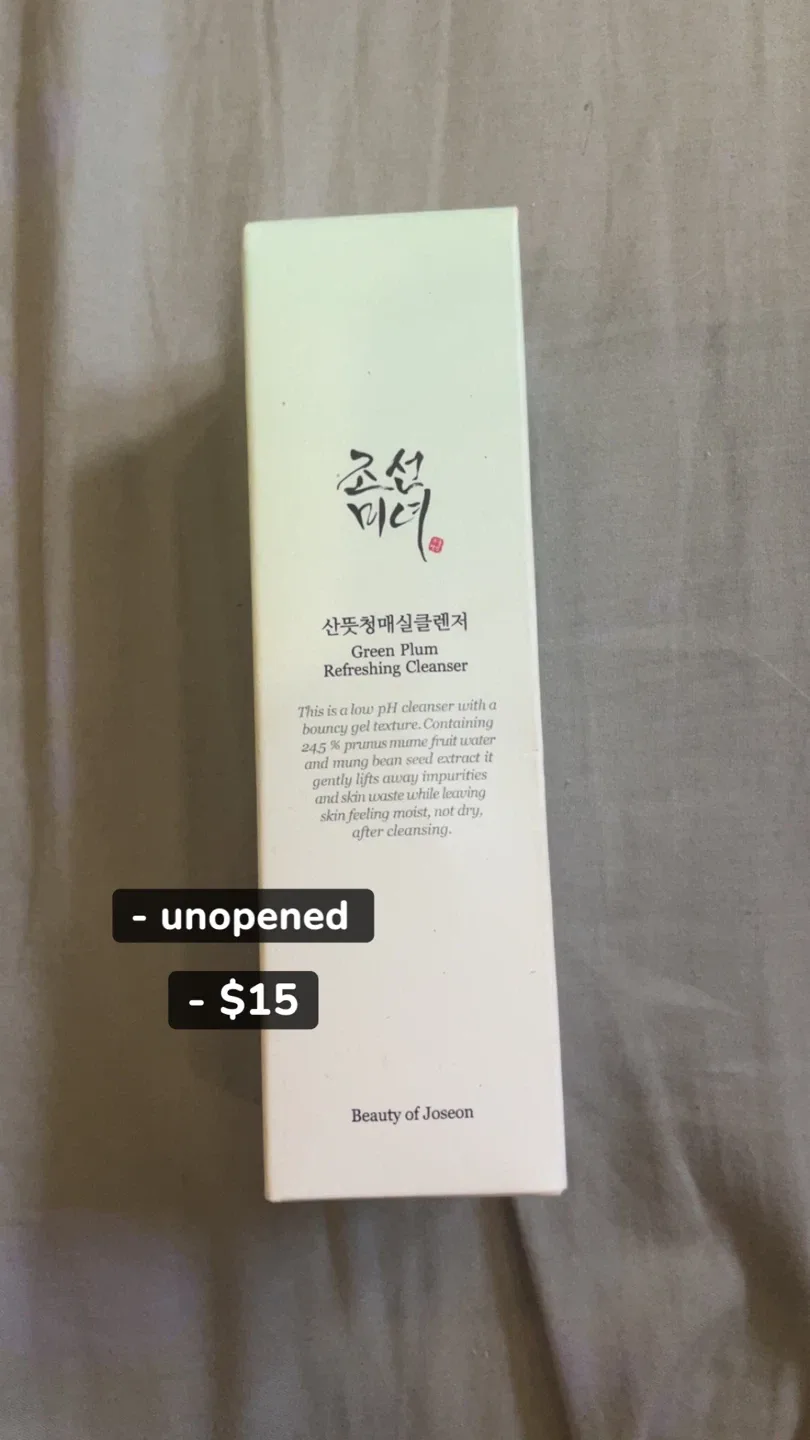 조선
미녀
산뜻청매실클렌저
Green Plum
Refreshing Cleanser
This is a low pH cleanser with a
bouncy gel texture. Containing
24,5 % prunus mume fruit water
and mung bean seed extract it
gently lifts away impurities
and skin waste while leaving
skin feeling moist, not dry,
after cleansing.
- unopened
- $15
Beauty of Joseon